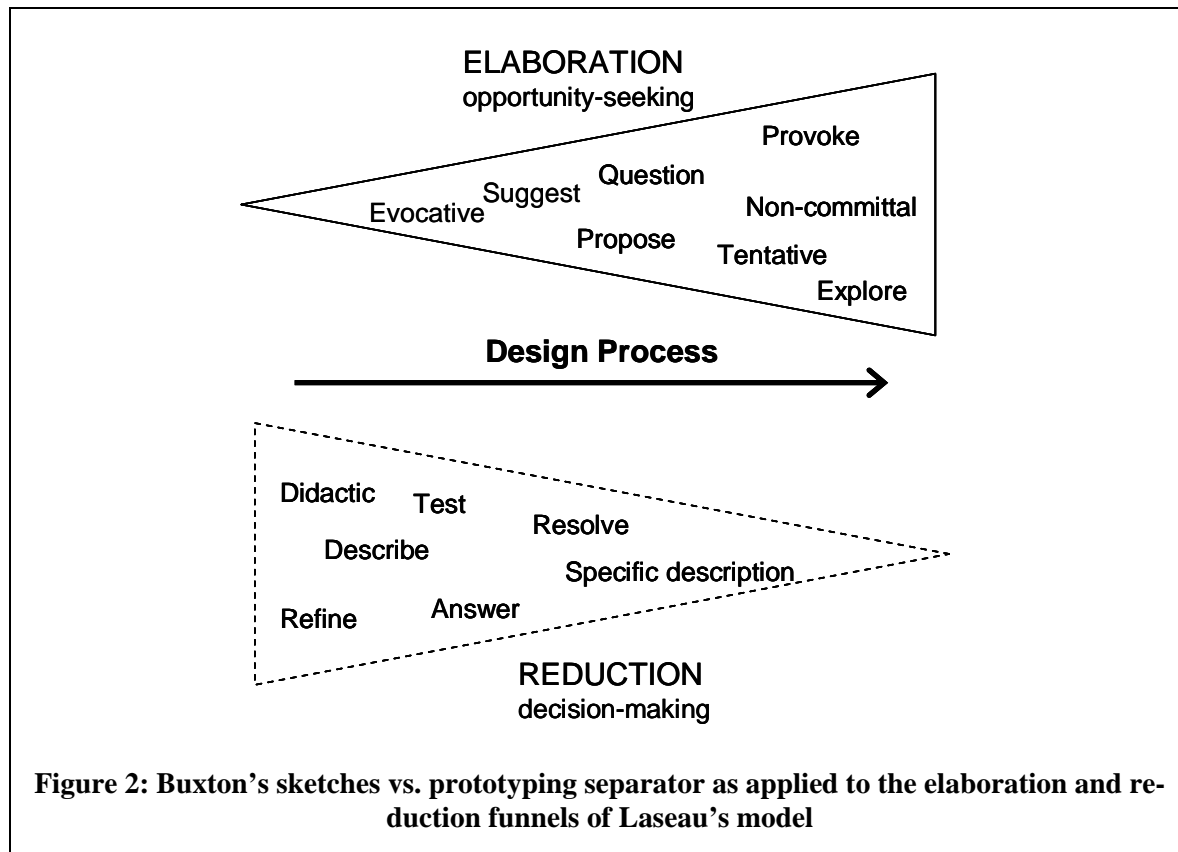 ELABORATION
opportunity-seeking
Provoke
Question
Suggest
Evocative
Non-committal
Propose
Tentative
Explore
Design Process
Didactic
Test
Resolve
Describe
Specific description
Refine
Answer
REDUCTION
decision-making
Figure 2: Buxton’s sketches vs. prototyping separator as applied to the elaboration and re-
duction funnels of Laseau’s model